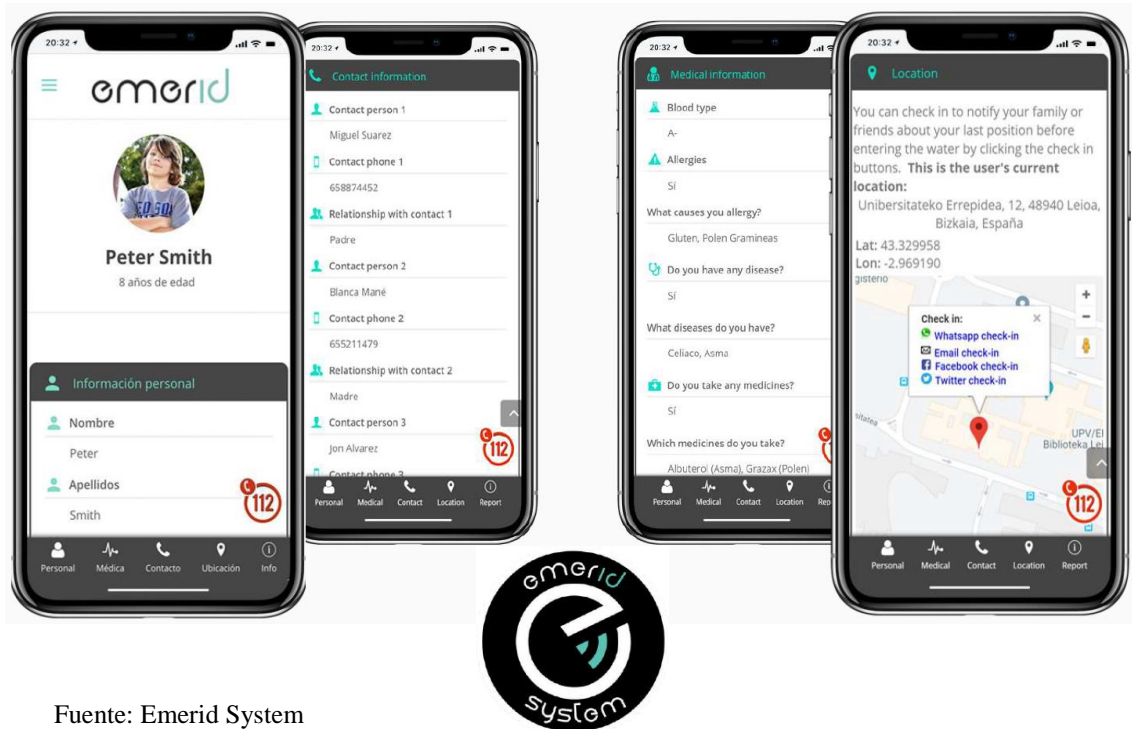 20:32
emerid
Peter Smith
8 años de edad
Información personal
Nombre
Peter
Apellidos
Smith
112
Personal Médica Contacto Ubicación Info
20:32
Contact information
Contact person 1
Miguel Suarez
Contact phone 1
658874452
Relationship with contact 1
Padre
Contact person 2
Blanca Mané
Contact phone 2
655211479
Relationship with contact 2
Madre
Contact person 3
Jon Alvarez
Contact phone 3
112
Personal Medical Contact Location Report
20:32
Medical information
Blood type
A-
Allergies
Sí
What causes you allergy?
Gluten, Polen Gramineas
Do you have any disease?
Sí
What diseases do you have?
Celiaco, Asma
Do you take any medicines?
Sí
Which medicines do you take?
Albuterol (Asma), Grazax (Polen)
Personal Medical Contact Location Rep
20:32
Location
You can check in to notify your family or
friends about your last position before
entering the water by clicking the check in
buttons. This is the user's current
location:
Unibersitateko Errepidea, 12, 48940 Leioa,
Bizkaia, España
Lat: 43.329958
Lon: -2.969190
gisterio
Check in:
Whatsapp check-in
Email check-in
Facebook check-in
Twitter check-in
UPV/E
Biblioteka Lei
112
Personal Medical Contact Location Report
emerid
system
Fuente: Emerid System